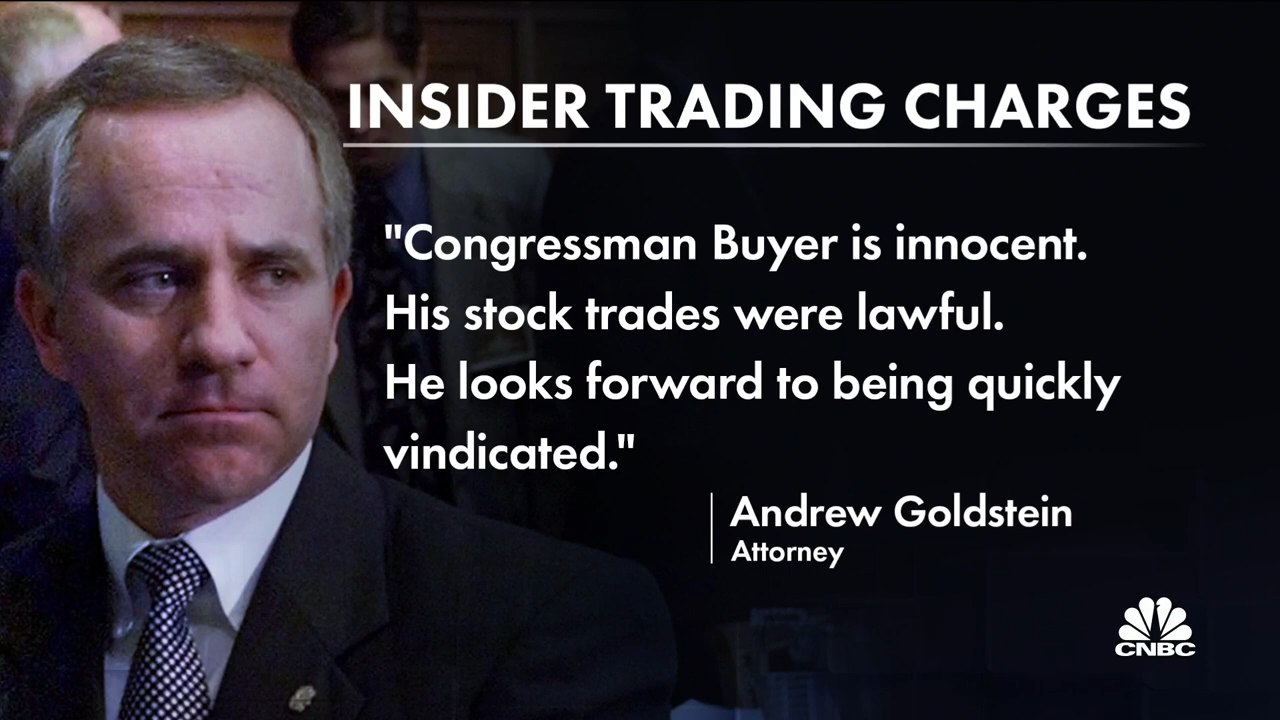 INSIDER TRADING CHARGES
"Congressman Buyer is innocent.
His stock trades were lawful.
He looks forward to being quickly
vindicated."
Andrew Goldstein
Attorney
CNBC